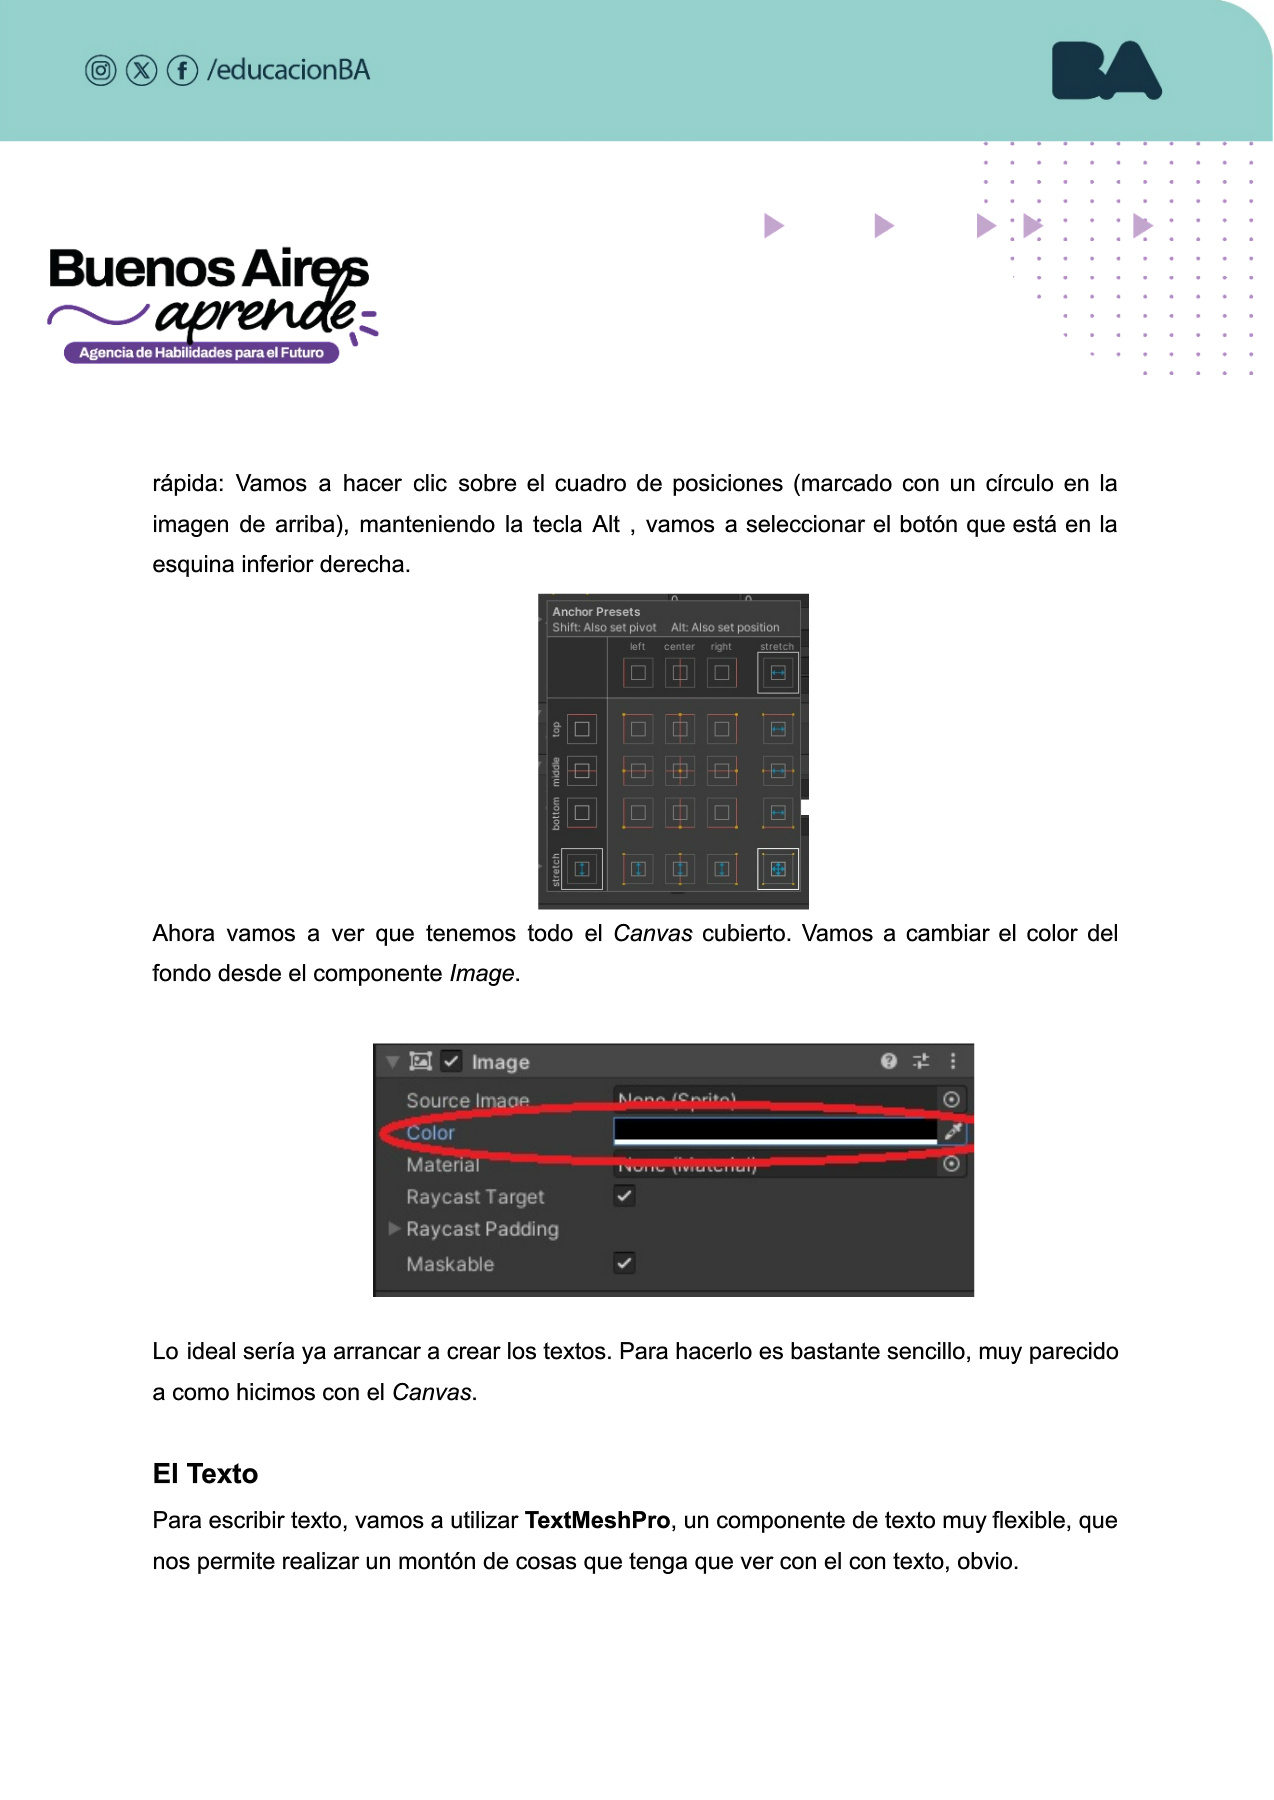 /educacionBA
BA
Buenos Aires
aprende
Agencia de Habilidades para el Futuro
rápida: Vamos a hacer clic sobre el cuadro de posiciones (marcado con un círculo en la
imagen de arriba), manteniendo la tecla Alt , vamos a seleccionar el botón que está en la
esquina inferior derecha.
Anchor Presets
Shift: Also set pivot Alt: Also set position
left center right stretch
top
middle
bottom
stretch
Ahora vamos a ver que tenemos todo el Canvas cubierto. Vamos a cambiar el color del
fondo desde el componente Image.
Image
Source Image None (Sprite)
Color
Material None (Material)
Raycast Target
Raycast Padding
Maskable
Lo ideal sería ya arrancar a crear los textos. Para hacerlo es bastante sencillo, muy parecido
a como hicimos con el Canvas.
El Texto
Para escribir texto, vamos a utilizar TextMeshPro, un componente de texto muy flexible, que
nos permite realizar un montón de cosas que tenga que ver con el con texto, obvio.